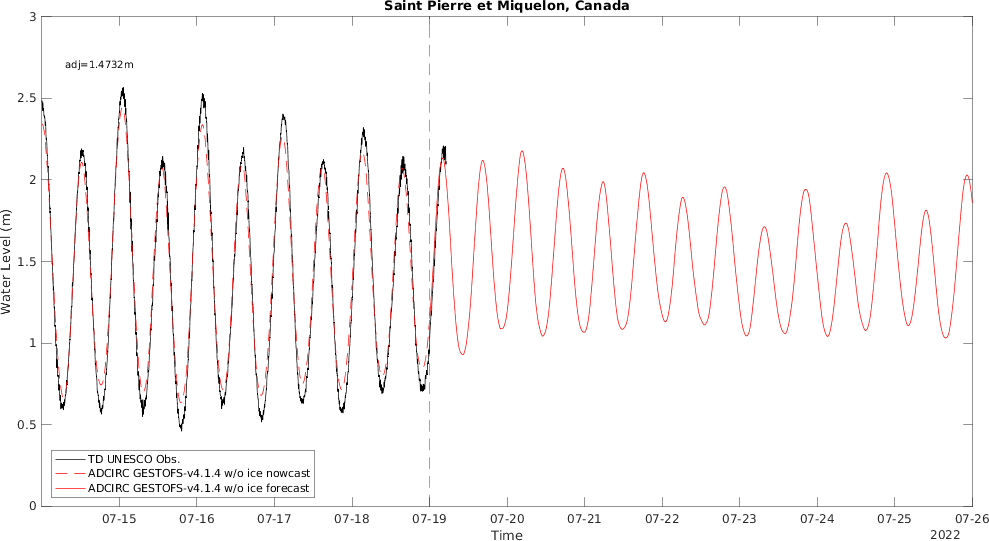 Saint Pierre et Miquelon, Canada
adj=1.4732m
Water Level (m)
3
2.5
2
1.5
1
0.5
0
TD UNESCO Obs.
ADCIRC GESTOFS-v4.1.4 w/o ice nowcast
ADCIRC GESTOFS-v4.1.4 w/o ice forecast
07-15 07-16 07-17 07-18 07-19 07-20 07-21 07-22 07-23 07-24 07-25 07-26
Time
2022